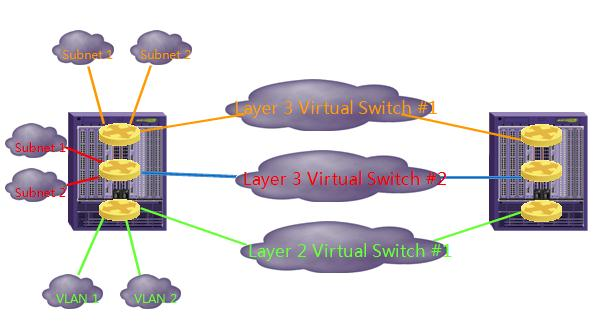 Subnet 1
Subnet 2
Layer 3 Virtual Switch #1
Subnet 1
Layer 3 Virtual Switch #2
Subnet 2
Layer 2 Virtual Switch #1
VLAN 1
VLAN 2